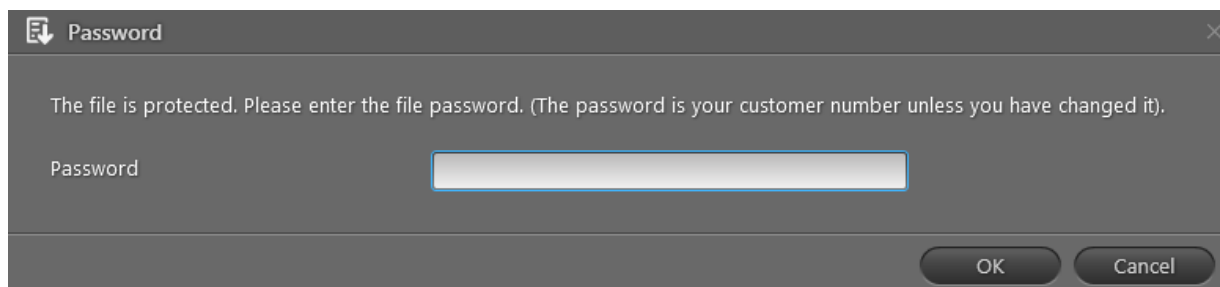 Password
The file is protected. Please enter the file password. (The password is your customer number unless you have changed it).
Password
OK Cancel